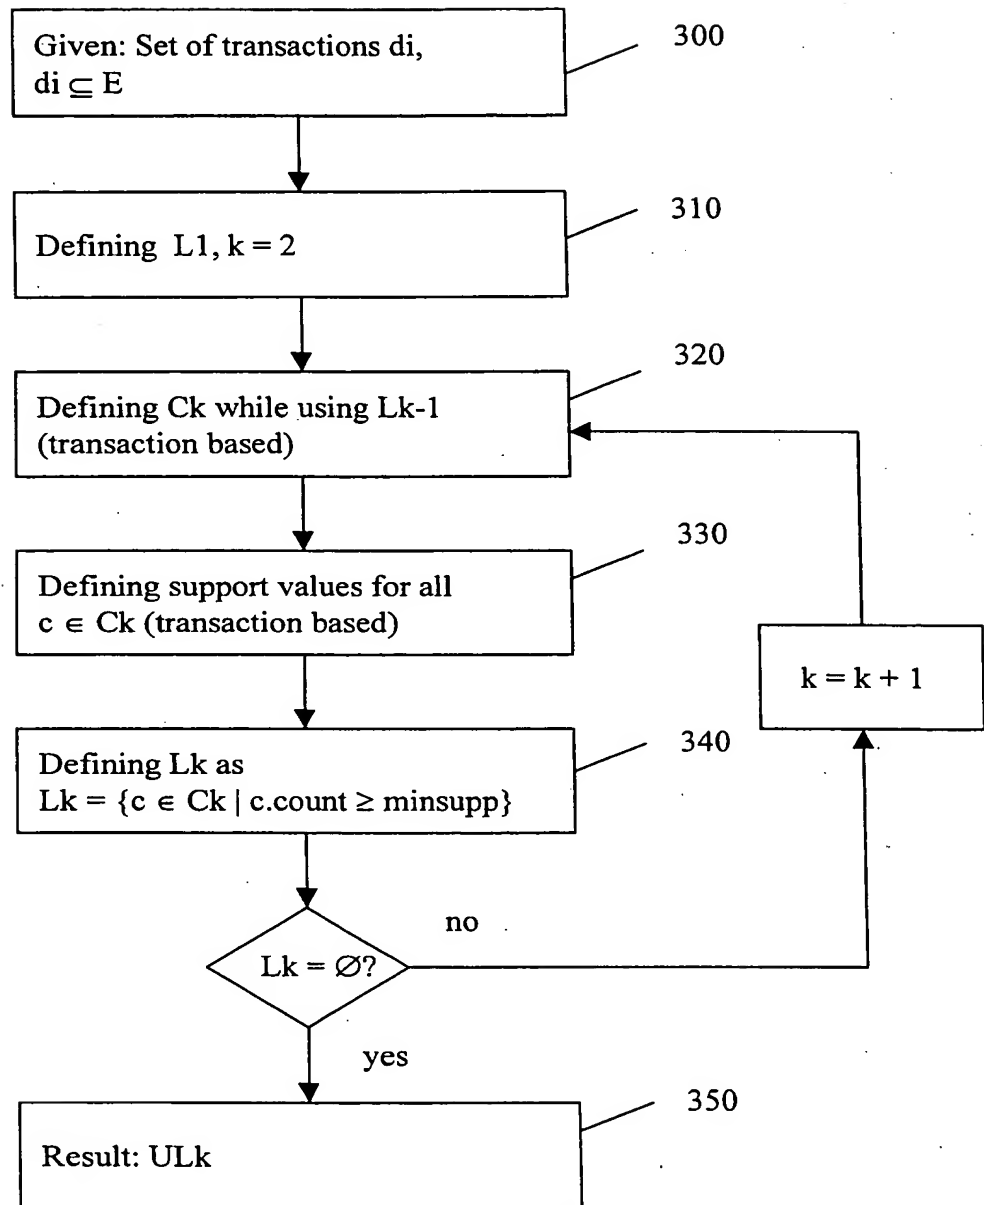 Given: Set of transactions di,
di ⊆ E
300
Defining L1, k = 2
310
320
Defining Ck while using Lk-1
(transaction based)
330
Defining support values for all
c ∈ Ck (transaction based)
k = k + 1
340
Defining Lk as
Lk = {c ∈ Ck | c.count ≥ minsupp}
no
Lk = ∅?
yes
350
Result: ULk